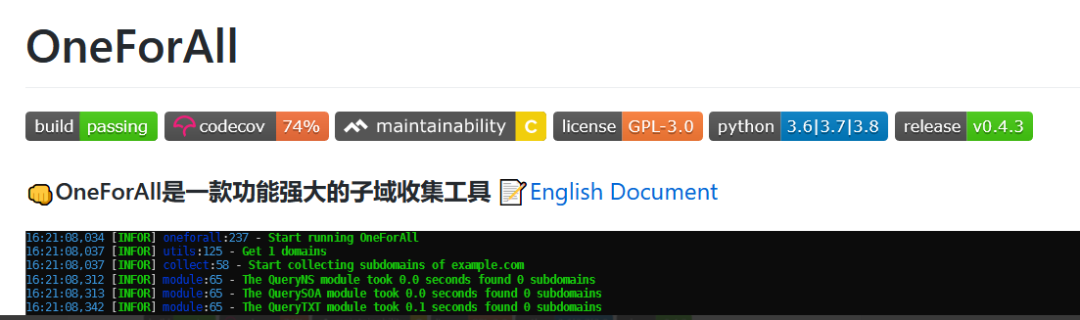 OneForAll
build passing codecov 74% maintainability C license GPL-3.0 python 3.6|3.7|3.8 release v0.4.3
👊OneForAll是一款功能强大的子域收集工具 📝English Document
16:21:08,034 [INFOR] oneforall:237 - Start running OneForAll
16:21:08,037 [INFOR] utils:125 - Get 1 domains
16:21:08,037 [INFOR] collect:58 - Start collecting subdomains of example.com
16:21:08,312 [INFOR] module:65 - The QueryNS module took 0.0 seconds found 0 subdomains
16:21:08,313 [INFOR] module:65 - The QuerySOA module took 0.0 seconds found 0 subdomains
16:21:08,342 [INFOR] module:65 - The QueryTXT module took 0.1 seconds found 0 subdomains